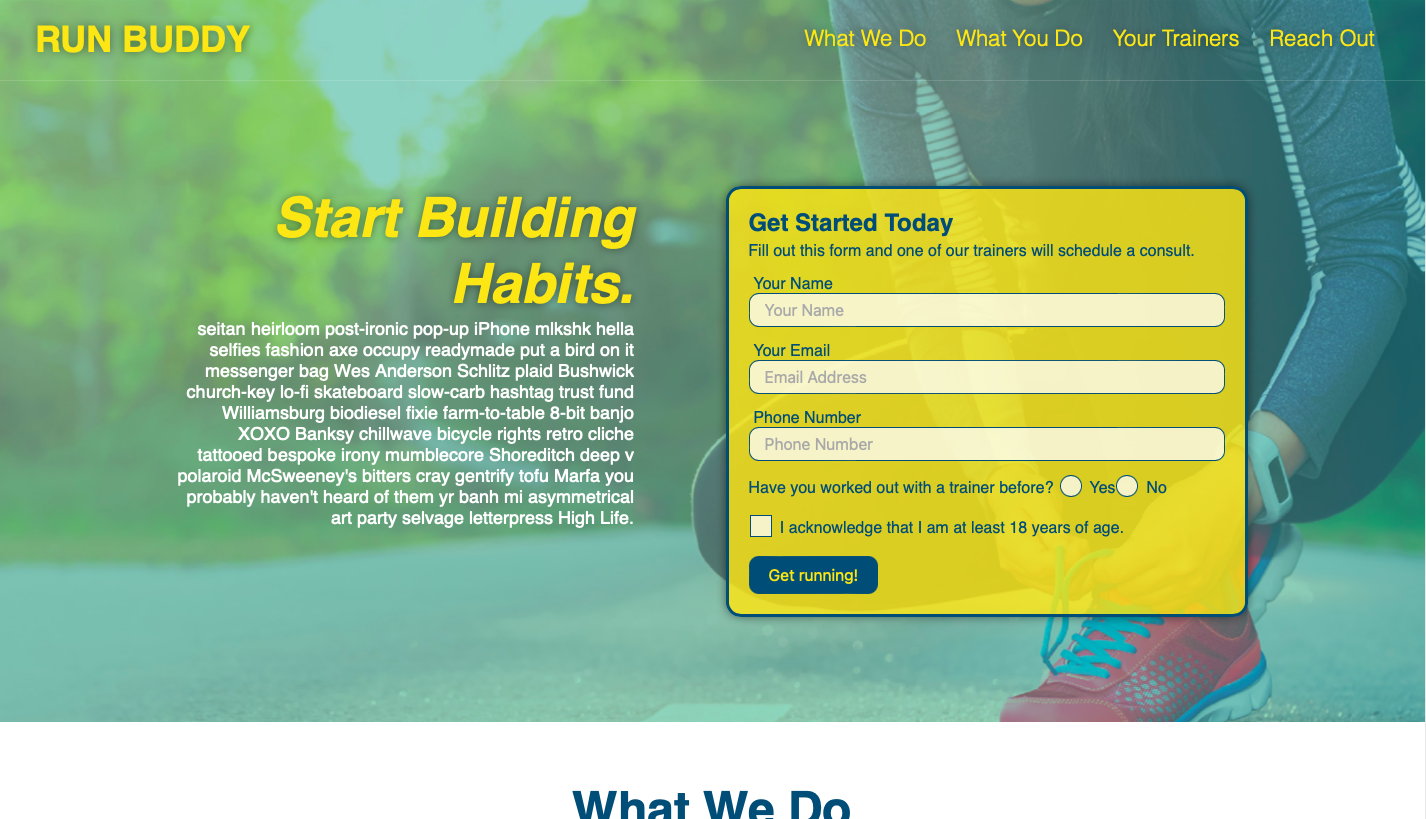 RUN BUDDY
What We Do What You Do Your Trainers Reach Out
Start Building
Habits.
seitan heirloom post-ironic pop-up iPhone mlkshk hella
selfies fashion axe occupy readymade put a bird on it
messenger bag Wes Anderson Schlitz plaid Bushwick
church-key lo-fi skateboard slow-carb hashtag trust fund
Williamsburg biodiesel fixie farm-to-table 8-bit banjo
XOXO Banksy chillwave bicycle rights retro cliche
tattooed bespoke irony mumblecore Shoreditch deep v
polaroid McSweeney's bitters cray gentrify tofu Marfa you
probably haven't heard of them yr banh mi asymmetrical
art party selvage letterpress High Life.
Get Started Today
Fill out this form and one of our trainers will schedule a consult.
Your Name
Your Name
Your Email
Email Address
Phone Number
Phone Number
Have you worked out with a trainer before? Yes No
I acknowledge that I am at least 18 years of age.
Get running!
What We Do